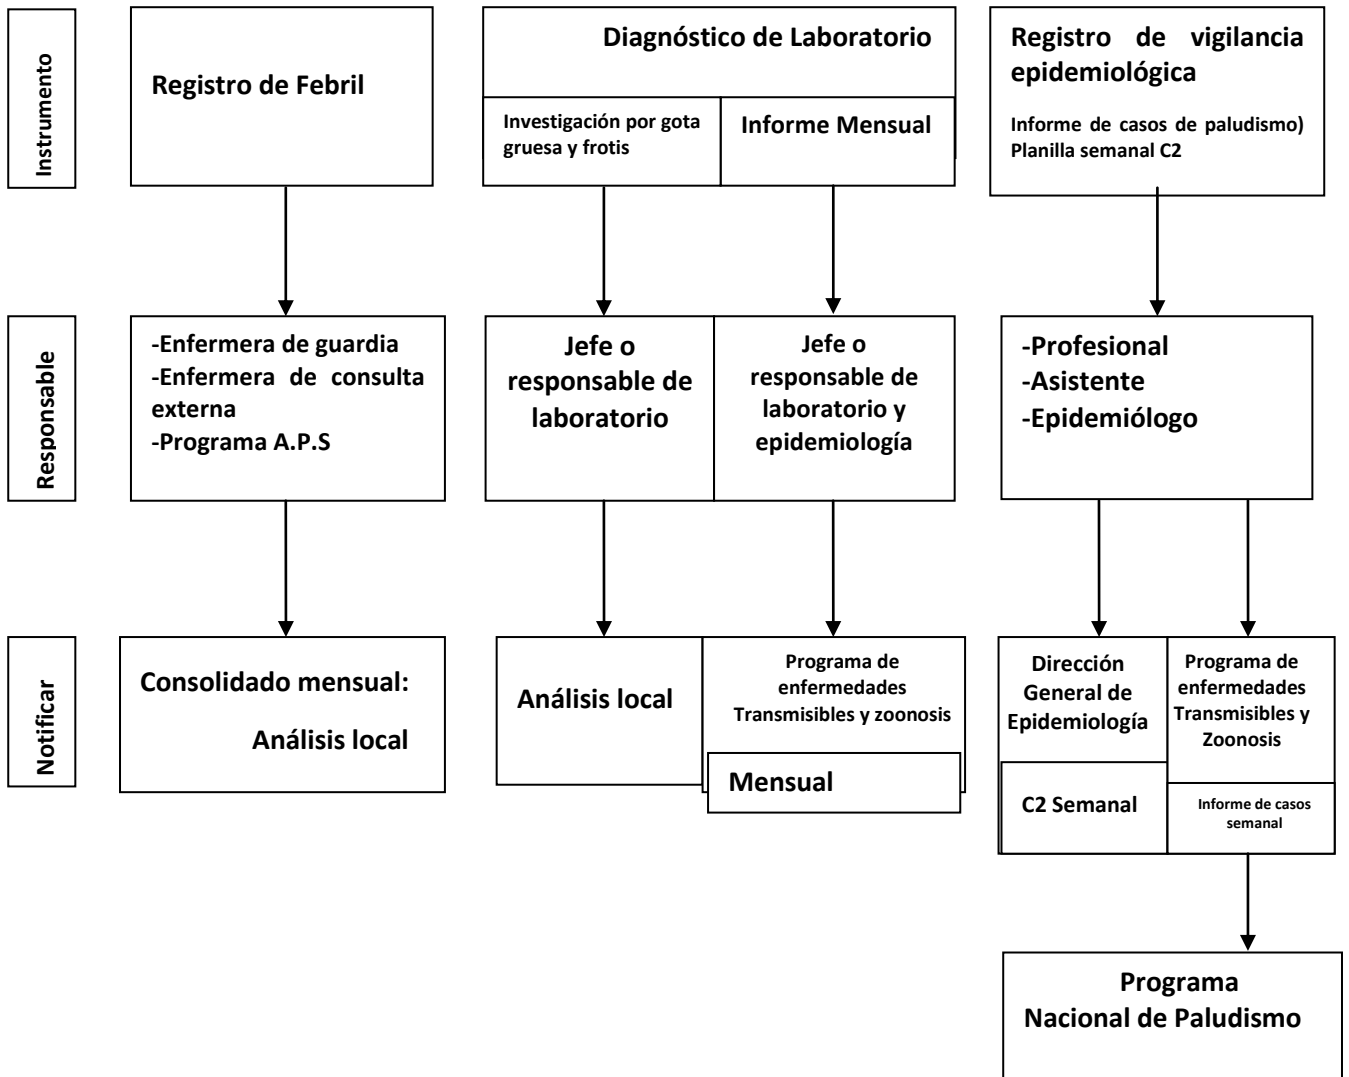 Instrumento
Registro de Febril
Diagnóstico de Laboratorio
Investigación por gota
gruesa y frotis
Informe Mensual
Registro de vigilancia
epidemiológica
Informe de casos de paludismo)
Planilla semanal C2
Responsable
-Enfermera de guardia
-Enfermera de consulta
externa
-Programa A.P.S
Jefe o
responsable de
laboratorio
Jefe o
responsable de
laboratorio y
epidemiología
-Profesional
-Asistente
-Epidemiólogo
Notificar
Consolidado mensual:
Análisis local
Análisis local
Programa de
enfermedades
Transmisibles y zoonosis
Mensual
Dirección
General de
Epidemiología
C2 Semanal
Programa de
enfermedades
Transmisibles y
Zoonosis
Informe de casos
semanal
Programa
Nacional de Paludismo